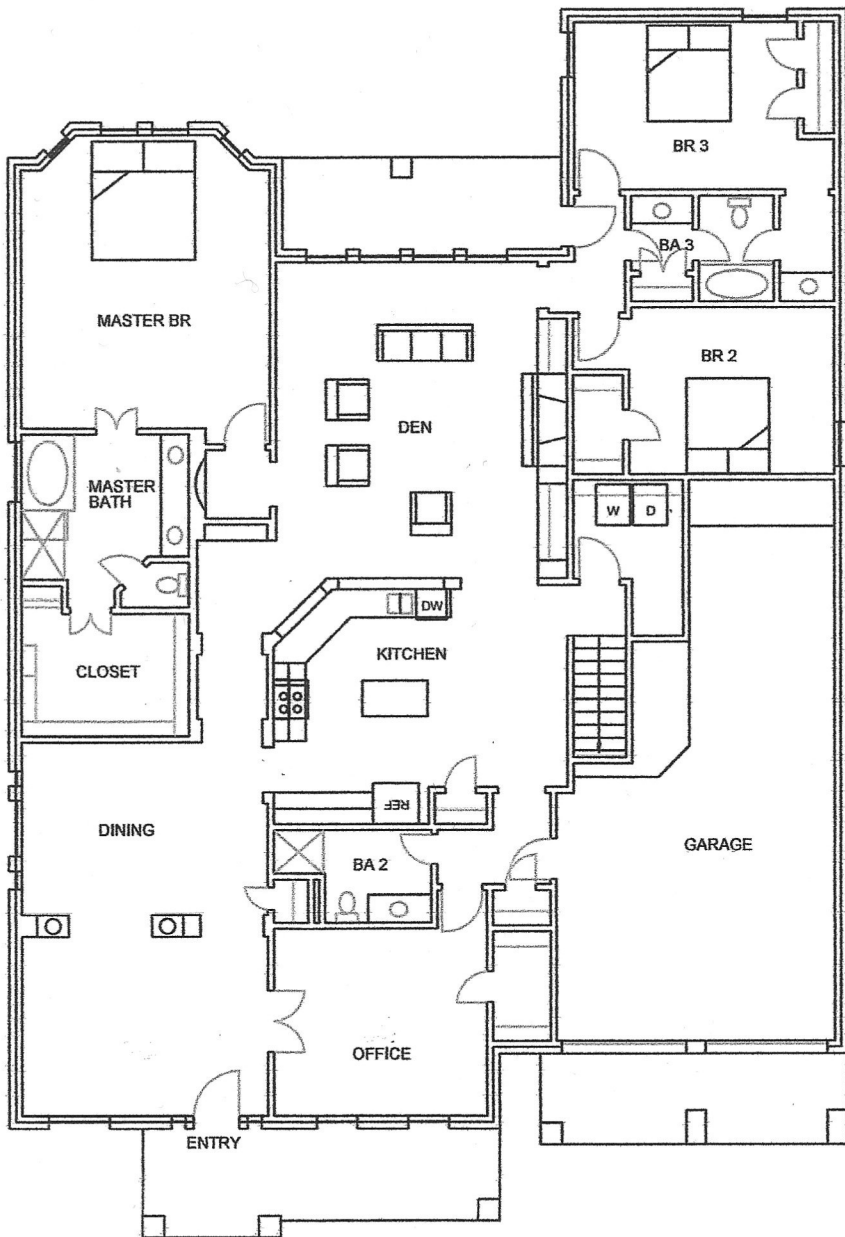 BR 3
BA 3
MASTER BR
BR 2
DEN
MASTER
BATH
W
D
DW
KITCHEN
CLOSET
REF
DINING
GARAGE
BA 2
OFFICE
ENTRY